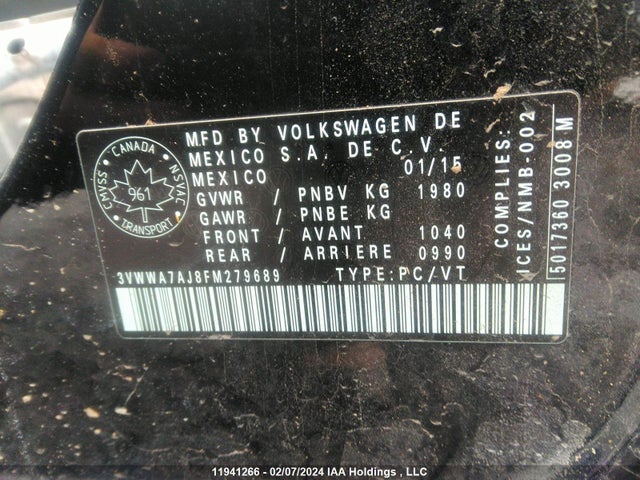 MFD BY VOLKSWAGEN DE
MEXICO S.A. DE C.V.
MEXICO 01/15
GVWR / PNBV KG 1980
GAWR / PNBE KG
FRONT / AVANT 1040
REAR / ARRIERE 0990
3VWWA7AJ8FM279689 TYPE:PC/VT
CANADA
CMVSS
NSVAC
961
TRANSPORT
COMPLIES:
ICES/NMB-002
15017360 3008 M
11941266 - 02/07/2024 IAA Holdings , LLC